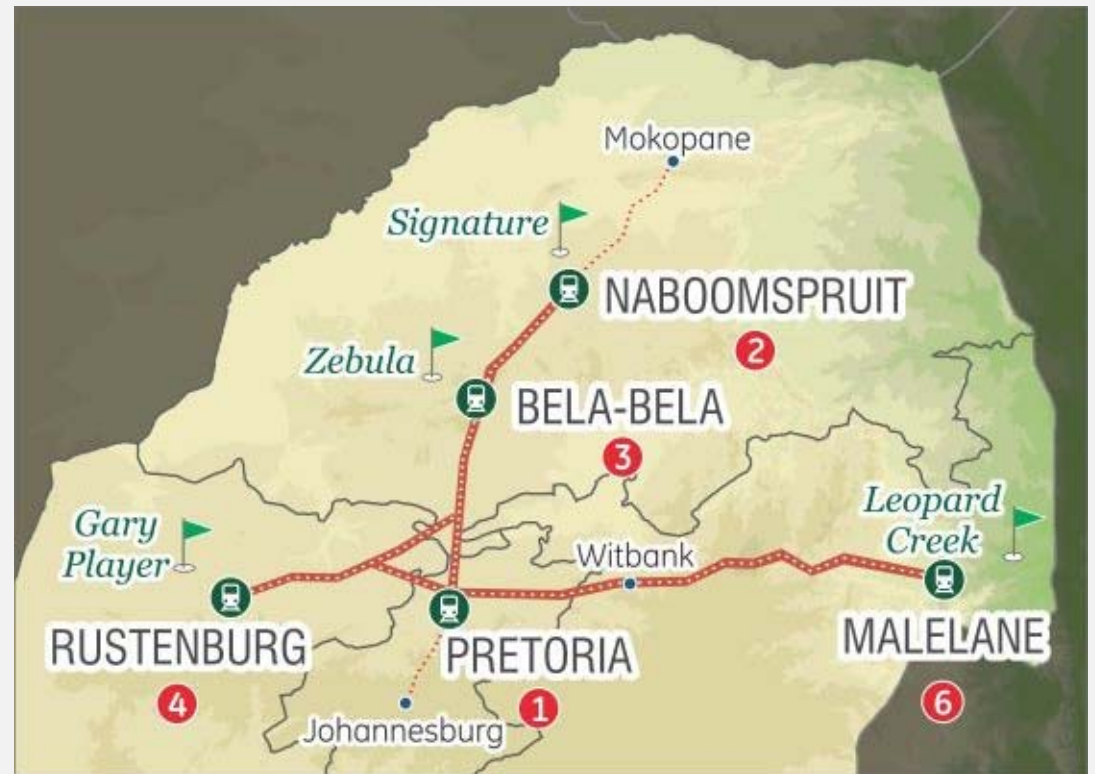 Mokopane
Signature
NABOOMSPRUIT
2
Zebula
BELA-BELA
3
Gary
Player
Leopard
Creek
Witbank
RUSTENBURG
4
PRETORIA
1
MALELANE
6
Johannesburg